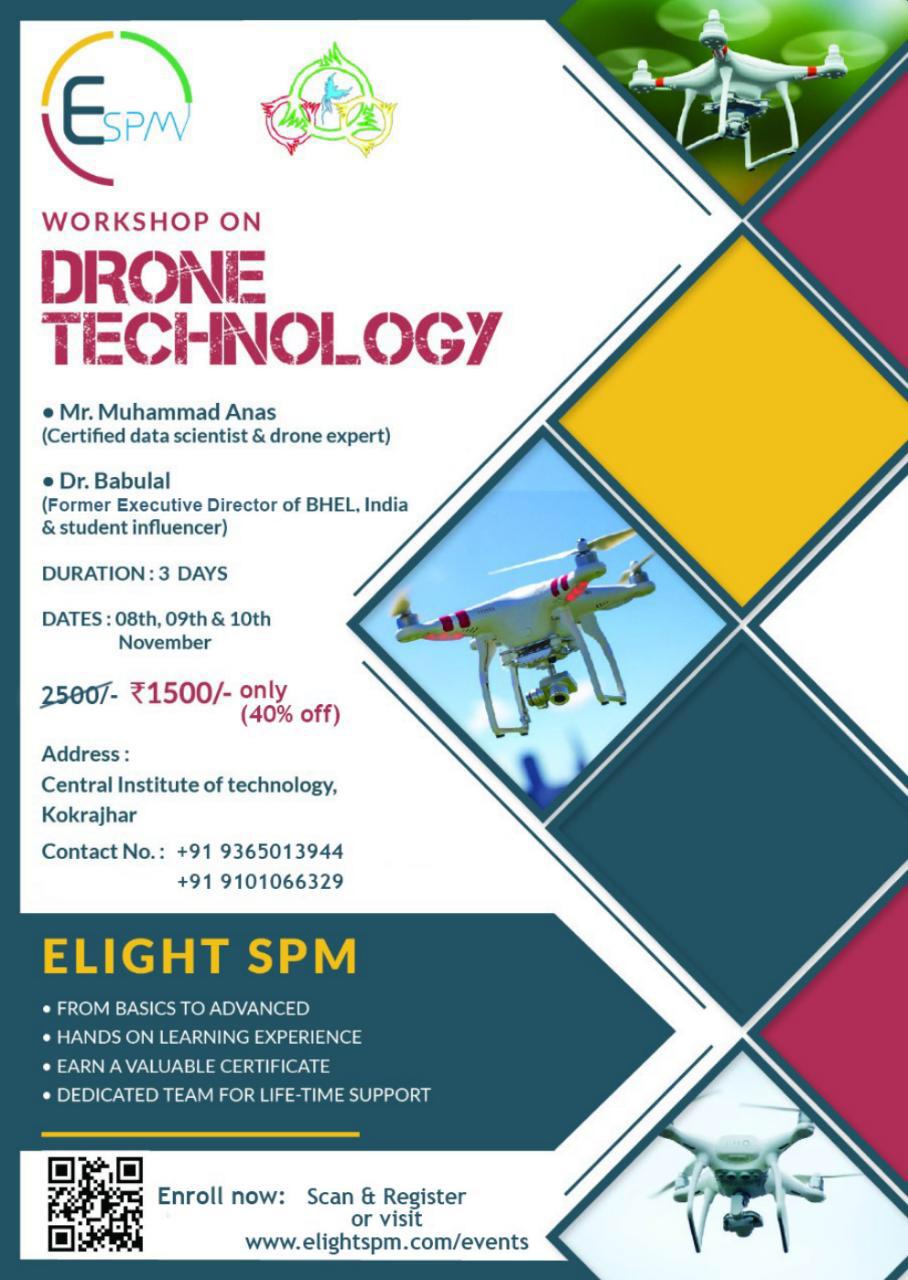 ESPM
WORKSHOP ON
DRONE
TECHNOLOGY
• Mr. Muhammad Anas
(Certified data scientist & drone expert)
• Dr. Babulal
(Former Executive Director of BHEL, India
& student influencer)
DURATION : 3 DAYS
DATES : 08th, 09th & 10th
November
2500/- ₹1500/- only
(40% off)
Address :
Central Institute of technology,
Kokrajhar
Contact No. : +91 9365013944
+91 9101066329
ELIGHT SPM
• FROM BASICS TO ADVANCED
• HANDS ON LEARNING EXPERIENCE
• EARN A VALUABLE CERTIFICATE
• DEDICATED TEAM FOR LIFE-TIME SUPPORT
Enroll now: Scan & Register
or visit
www.elightspm.com/events